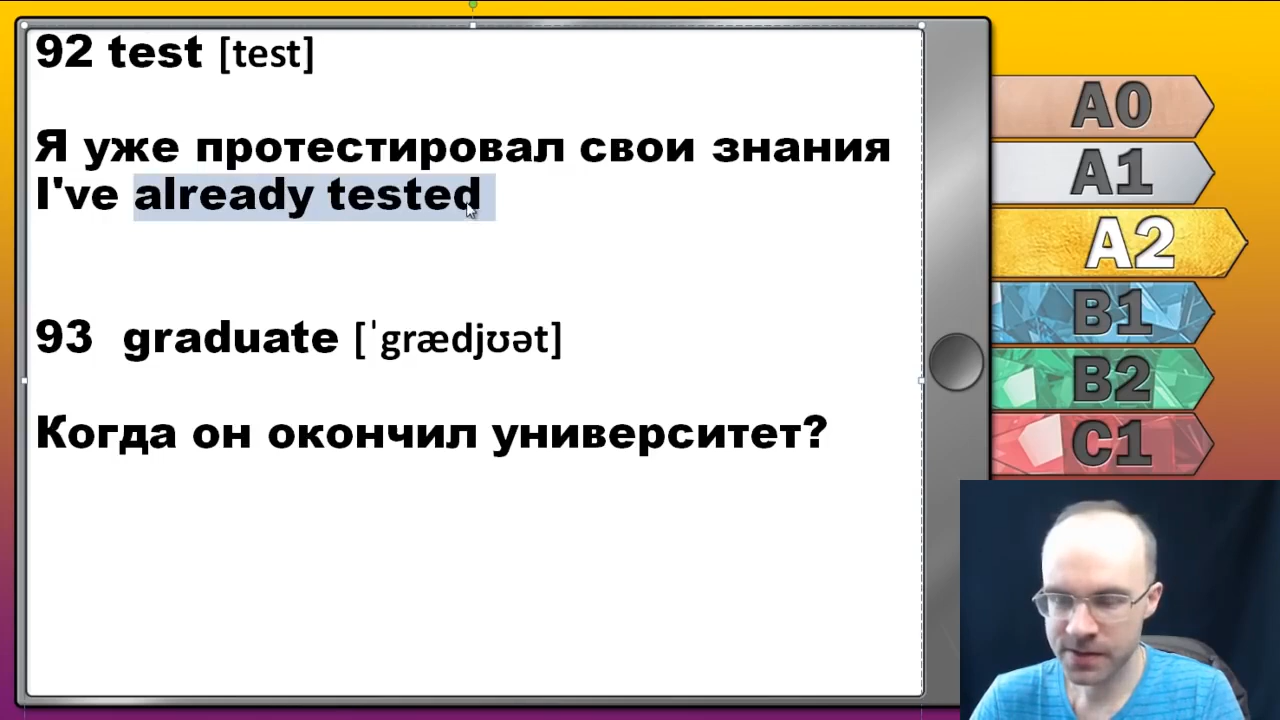 92 test [test]
Я уже протестировал свои знания
I've already tested
93 graduate [ˈɡrædjʊət]
Когда он окончил университет?
A0
A1
A2
B1
B2
C1